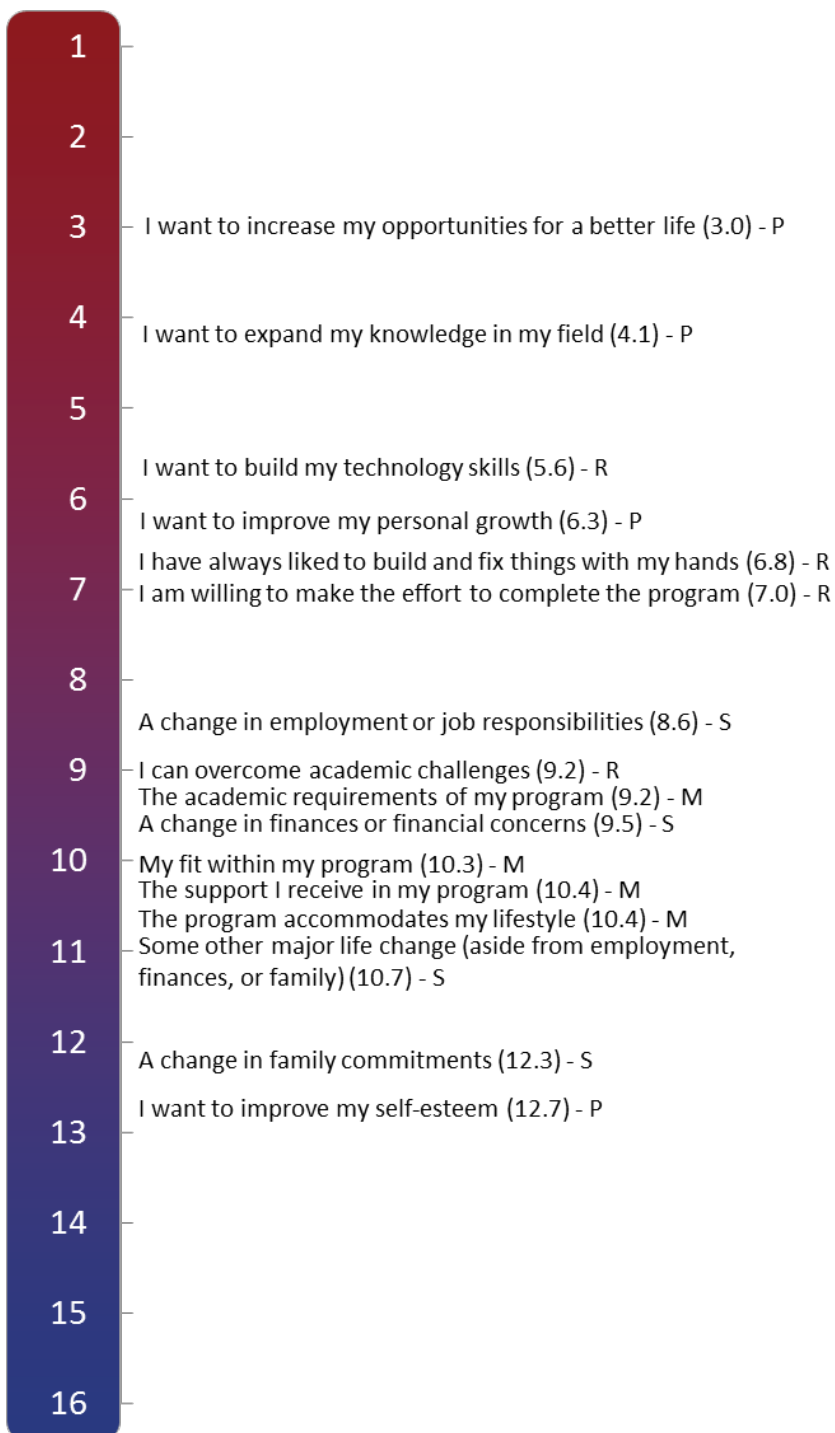 1
2
3 I want to increase my opportunities for a better life (3.0) - P
4
I want to expand my knowledge in my field (4.1) - P
5
I want to build my technology skills (5.6) - R
6
I want to improve my personal growth (6.3) - P
I have always liked to build and fix things with my hands (6.8) - R
7 I am willing to make the effort to complete the program (7.0) - R
8
A change in employment or job responsibilities (8.6) - S
9 I can overcome academic challenges (9.2) - R
The academic requirements of my program (9.2) - M
A change in finances or financial concerns (9.5) - S
10 My fit within my program (10.3) - M
The support I receive in my program (10.4) - M
The program accommodates my lifestyle (10.4) - M
11 Some other major life change (aside from employment,
finances, or family) (10.7) - S
12
A change in family commitments (12.3) - S
I want to improve my self-esteem (12.7) - P
13
14
15
16